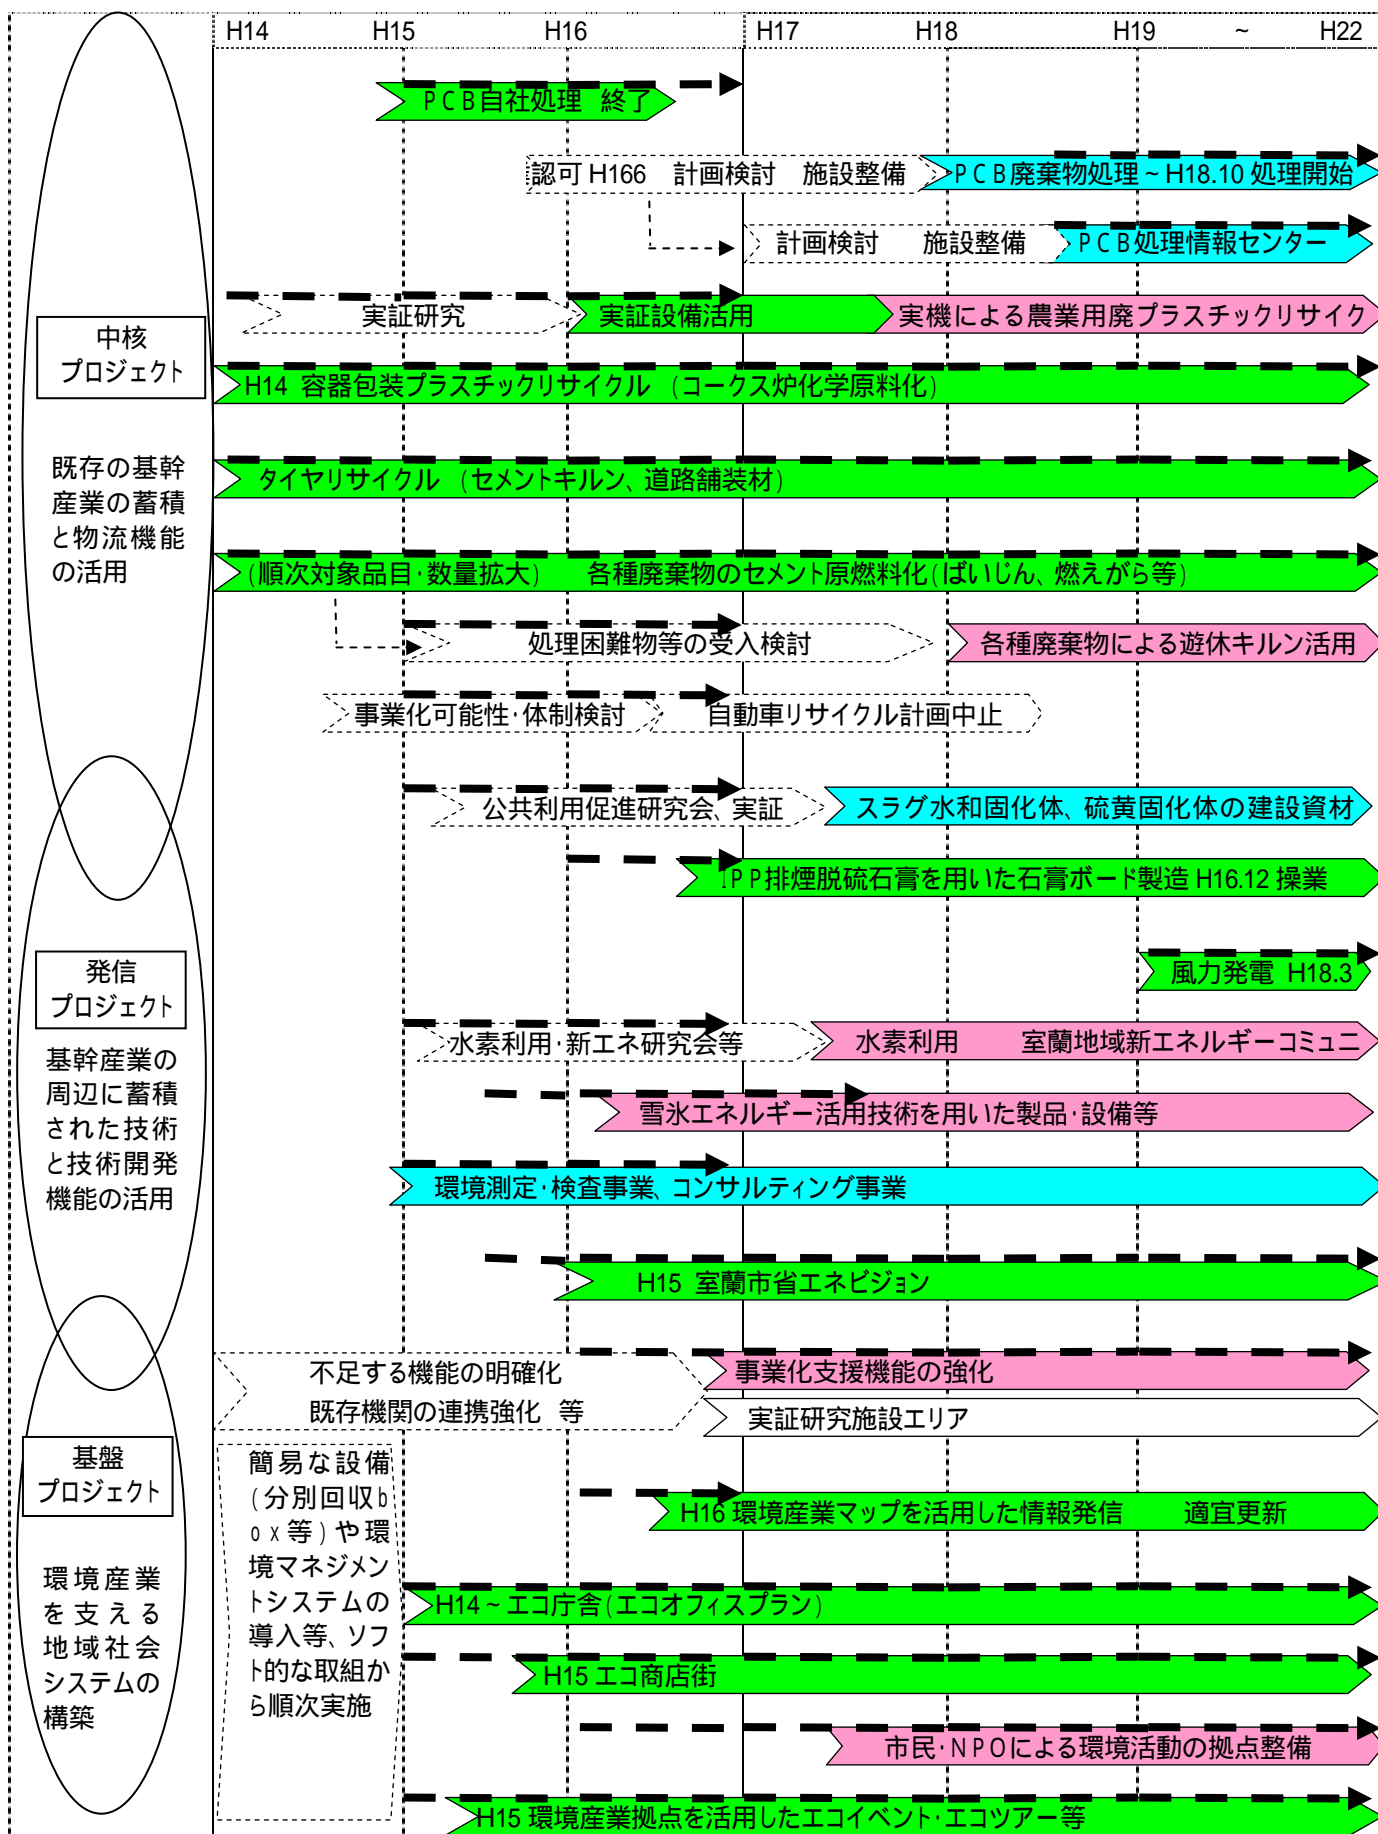 H14 H15 H16 H17 H18 H19 ~ H22
PCB自社処理 終了
認可H166 計画検討 施設整備
PCB廃棄物処理~H18.10処理開始
計画検討 施設整備
PCB処理情報センター
実証研究
実証設備活用
実機による農業用廃プラスチックリサイク
中核
プロジェクト
H14 容器包装プラスチックリサイクル (コークス炉化学原料化)
既存の基幹
産業の蓄積
と物流機能
の活用
タイヤリサイクル (セメントキルン、道路舗装材)
(順次対象品目・数量拡大) 各種廃棄物のセメント原燃料化(ばいじん、燃えがら等)
処理困難物等の受入検討
各種廃棄物による遊休キルン活用
事業化可能性・体制検討
自動車リサイクル計画中止
公共利用促進研究会、実証
スラグ水和固化体、硫黄固化体の建設資材
IPP排煙脱硫石膏を用いた石膏ボード製造 H16.12 操業
発信
プロジェクト
風力発電 H18.3
基幹産業の
周辺に蓄積
された技術
と技術開発
機能の活用
水素利用・新エネ研究会等
水素利用 室蘭地域新エネルギーコミュニ
雪氷エネルギー活用技術を用いた製品・設備等
環境測定・検査事業、コンサルティング事業
H15 室蘭市省エネビジョン
不足する機能の明確化
既存機関の連携強化 等
事業化支援機能の強化
実証研究施設エリア
基盤
プロジェクト
環境産業
を支える
地域社会
システムの
構築
簡易な設備
(分別回収b
ox等)や環
境マネジメン
トシステムの
導入等、ソフ
ト的な取組か
ら順次実施
H16 環境産業マップを活用した情報発信 適宜更新
H14~エコ庁舎(エコオフィスプラン)
H15 エコ商店街
市民・NPOによる環境活動の拠点整備
H15 環境産業拠点を活用したエコイベント・エコツアー等